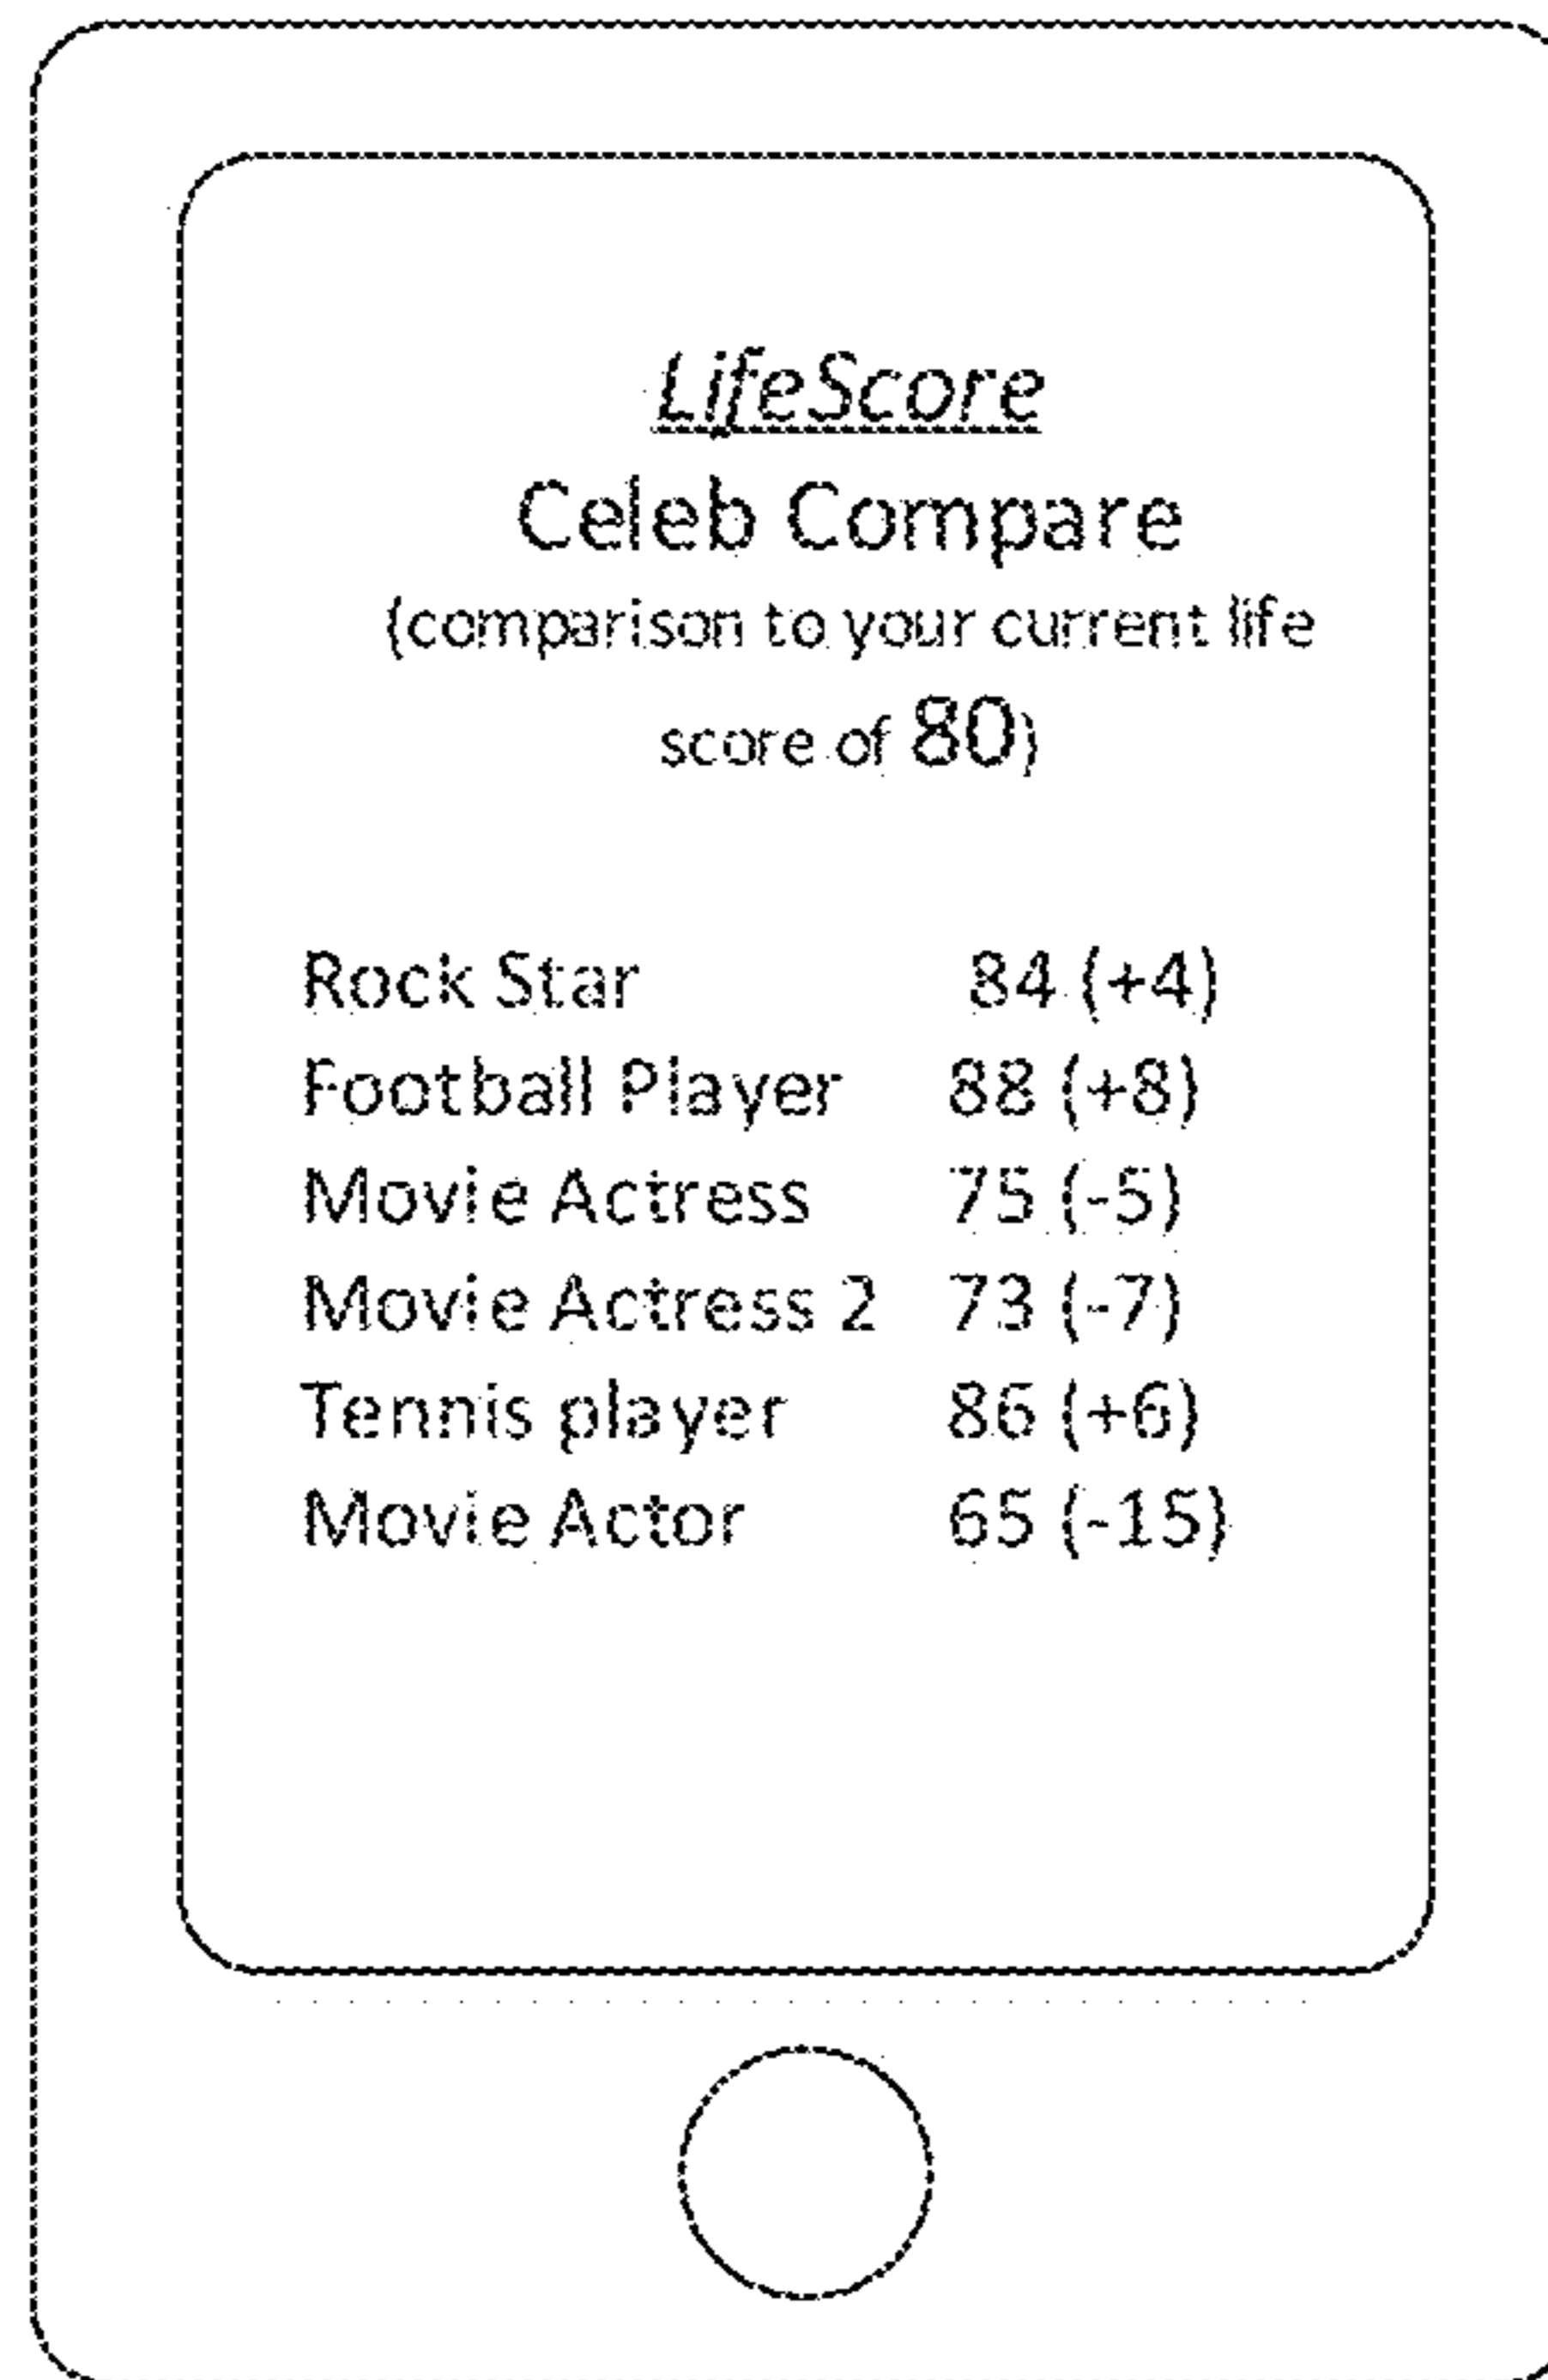 LifeScore
Celeb Compare
(comparison to your current life
score of 80)
Rock Star 84 (+4)
Football Player 88 (+8)
Movie Actress 75 (-5)
Movie Actress 2 73 (-7)
Tennis player 86 (+6)
Movie Actor 65 (-15)